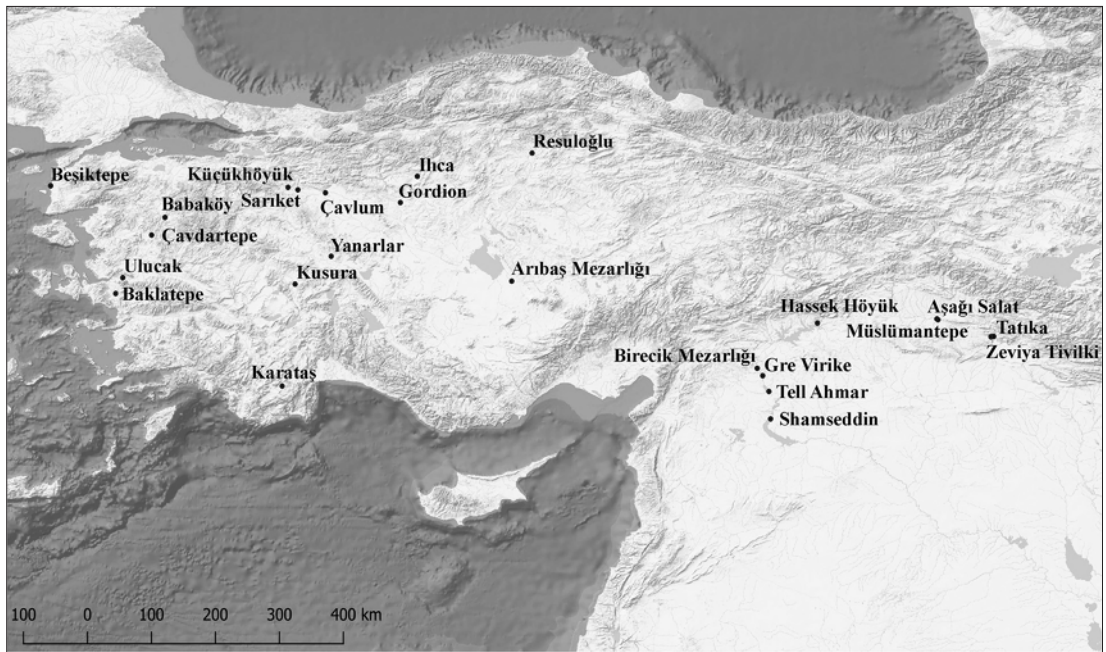 Resuloğlu
Ilıca
Beşiktepe
Küçükhöyük
Gordion
Sarıket
Çavlum
Babaköy
Çavdartepe
Yanarlar
Ulucak
Kusura
Arıbaş Mezarlığı
Baklatepe
Hassek Höyük
Aşağı Salat
Müslümantepe
Tatıka
Zeviya Tivilki
Birecik Mezarlığı
Gre Virike
Karataş
Tell Ahmar
Shamseddin
100 0 100 200 300 400 km